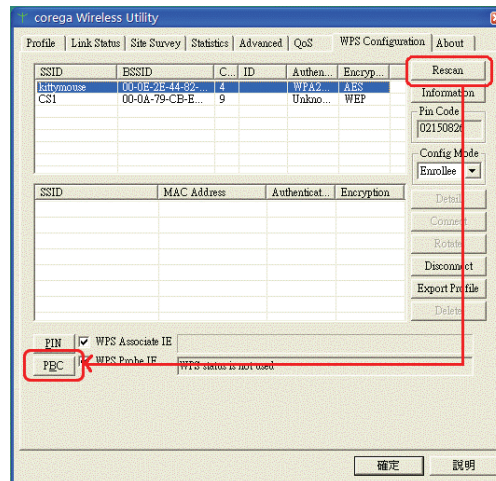 corega Wireless Utility
Profile Link Status Site Survey Statistics Advanced QoS WPS Configuration About
SSID BSSID C... ID Authen... Encryp...
kittymouse 00-0E-2E-44-82-... 4 WPA2... AES
CS1 00-0A-79-CB-E... 9 Unkno... WEP
Rescan
Information
Pin Code
Config Mode
Enrollee
SSID MAC Address Authenticat... Encryption
Detail
Connect
Rotate
Disconnect
Export Profile
Delete
PIN WPS Associate IE
PBC WPS Probe IE WPS status is not used
確定 説明